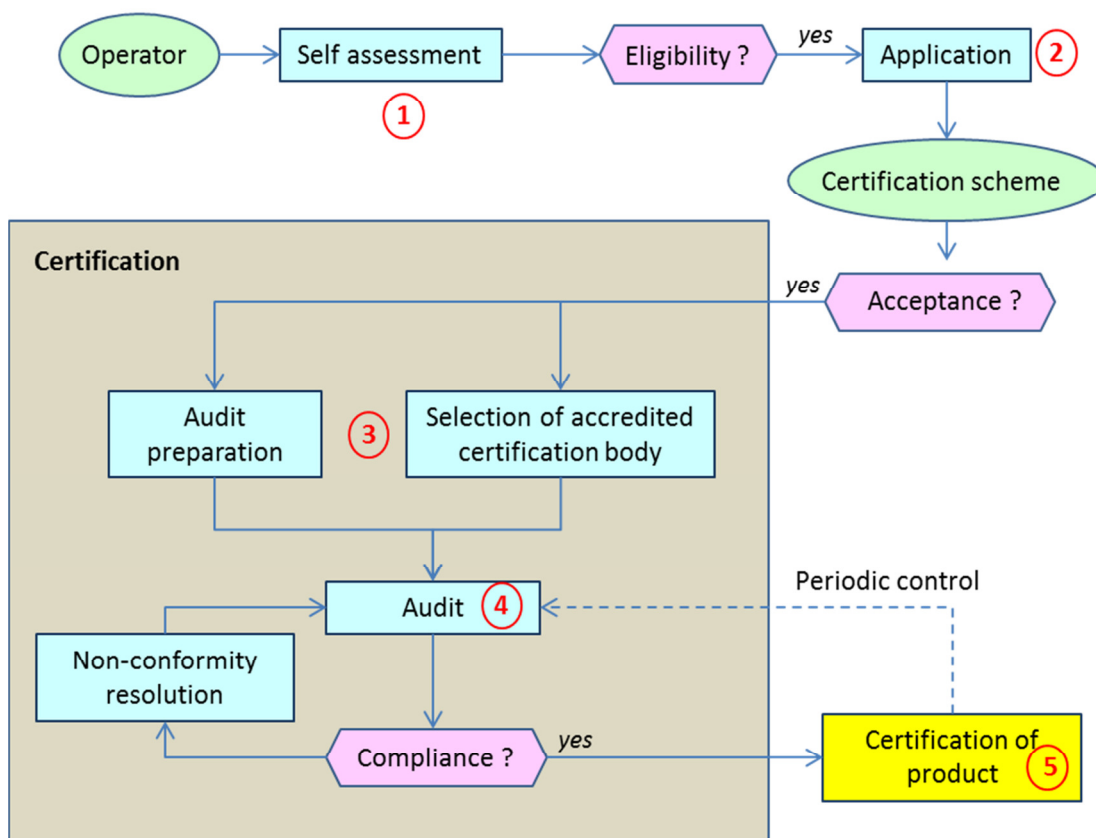 Operator
Self assessment
Eligibility ?
yes
Application
2
1
Certification scheme
Certification
yes
Acceptance ?
Audit
preparation
3
Selection of accredited
certification body
Periodic control
Audit
4
Non-conformity
resolution
Compliance ?
yes
Certification of
product
5